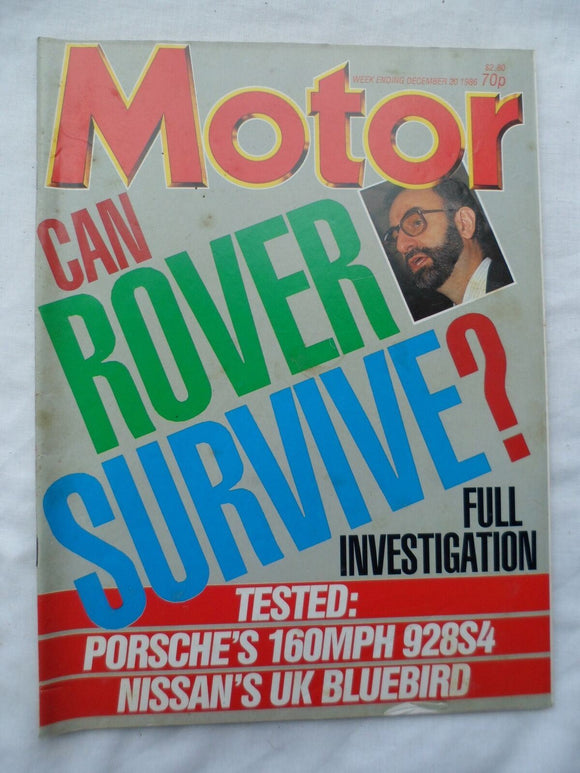 $2.60
WEEK ENDING DECEMBER 20 1986 70p
Motor
CAN
ROVER
SURVIVE?
FULL
INVESTIGATION
TESTED:
PORSCHE'S 160MPH 928S4
NISSAN'S UK BLUEBIRD